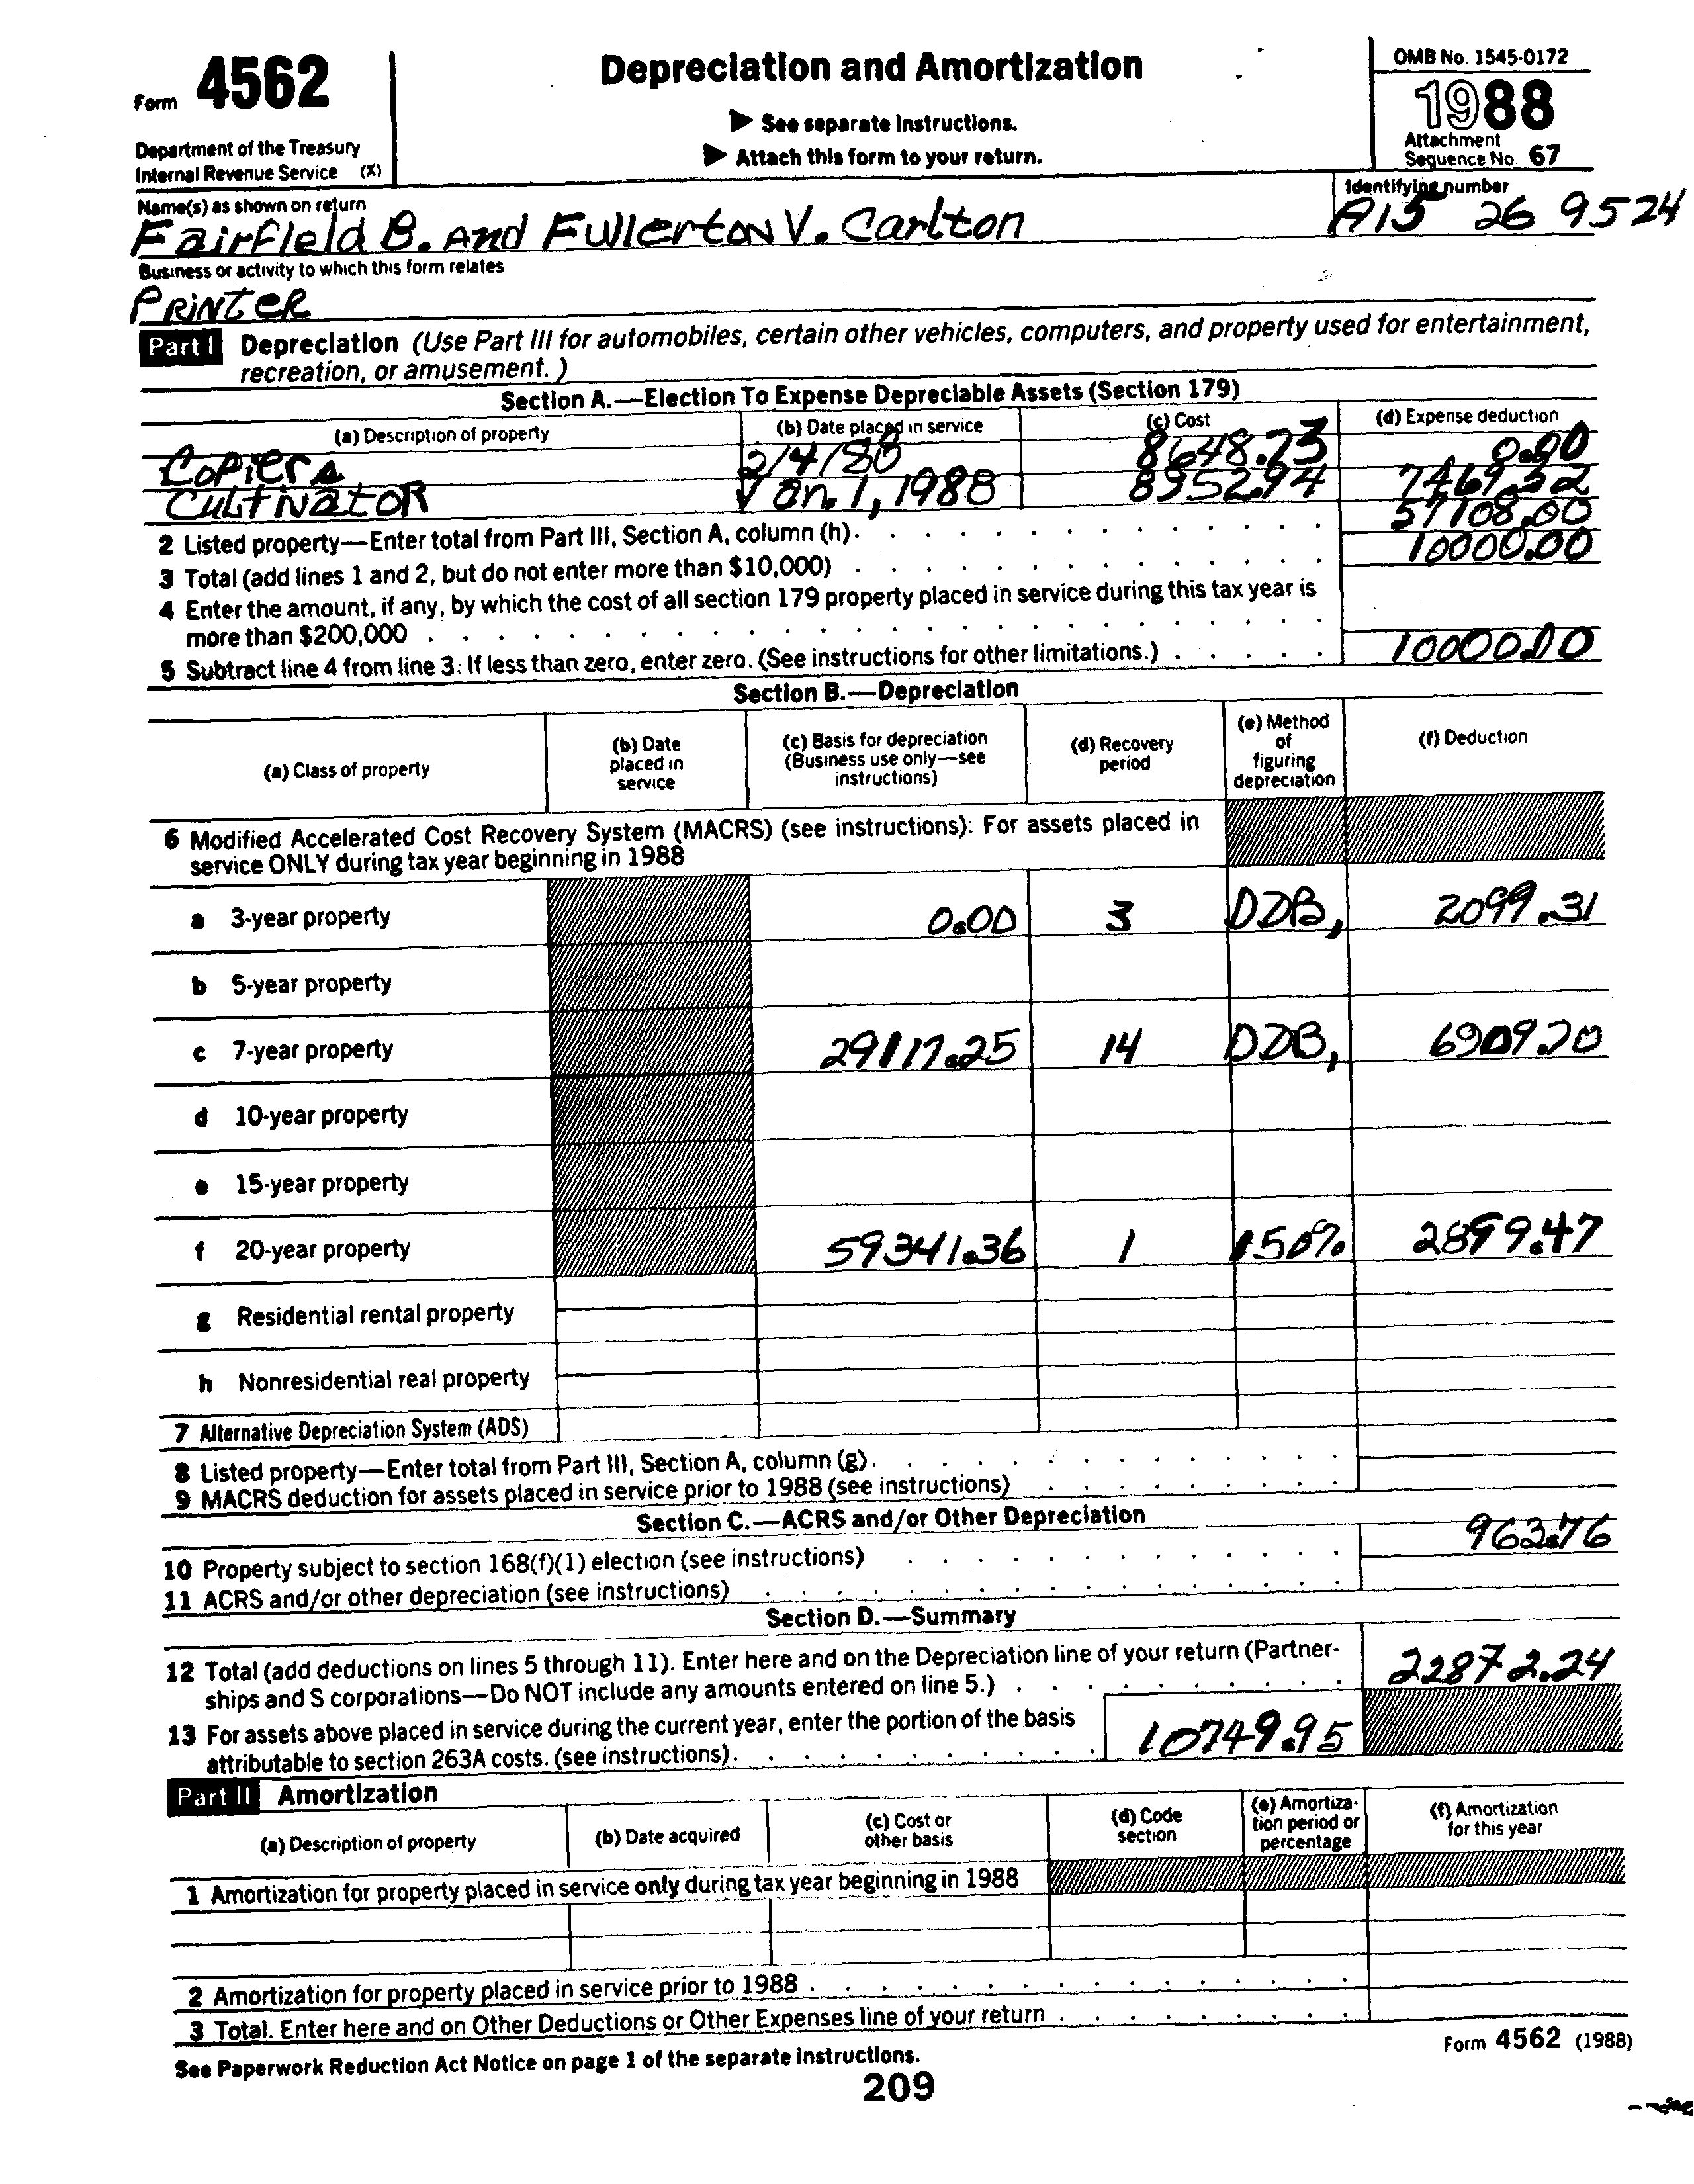 Form 4562
Depreciation and Amortization
OMB No. 1545-0172
1988
▶ See separate Instructions.
▶ Attach this form to your return.
Department of the Treasury
Internal Revenue Service (X)
Attachment
Sequence No. 67
Name(s) as shown on return
Identifying number
Fairfield B. And Fullerton V. Carlton
A15 26 9524
Business or activity to which this form relates
PRiNTeR
Part I Depreciation (Use Part III for automobiles, certain other vehicles, computers, and property used for entertainment,
recreation, or amusement.)
Section A.—Election To Expense Depreciable Assets (Section 179)
(a) Description of property (b) Date placed in service (c) Cost (d) Expense deduction
Copiers 2/4/88 8648.73 0.00
CULTIVATOR Jan. 1, 1988 8952.94 7469.32
2 Listed property—Enter total from Part III, Section A, column (h). 57108.00
3 Total (add lines 1 and 2, but do not enter more than $10,000) 10000.00
4 Enter the amount, if any, by which the cost of all section 179 property placed in service during this tax year is
more than $200,000
5 Subtract line 4 from line 3. If less than zero, enter zero. (See instructions for other limitations.) 10000.00
Section B.—Depreciation
(a) Class of property (b) Date placed in service (c) Basis for depreciation (Business use only—see instructions) (d) Recovery period (e) Method of figuring depreciation (f) Deduction
6 Modified Accelerated Cost Recovery System (MACRS) (see instructions): For assets placed in
service ONLY during tax year beginning in 1988
a 3-year property 0.00 3 DDB, 2099.31
b 5-year property
c 7-year property 29117.25 14 DDB, 6909.20
d 10-year property
e 15-year property
f 20-year property 59341.36 1 150% 2899.47
g Residential rental property
h Nonresidential real property
7 Alternative Depreciation System (ADS)
8 Listed property—Enter total from Part III, Section A, column (g).
9 MACRS deduction for assets placed in service prior to 1988 (see instructions)
Section C.—ACRS and/or Other Depreciation
10 Property subject to section 168(f)(1) election (see instructions) 963.76
11 ACRS and/or other depreciation (see instructions)
Section D.—Summary
12 Total (add deductions on lines 5 through 11). Enter here and on the Depreciation line of your return (Partner-
ships and S corporations—Do NOT include any amounts entered on line 5.) 22872.24
13 For assets above placed in service during the current year, enter the portion of the basis
attributable to section 263A costs. (see instructions). 10749.95
Part II Amortization
(a) Description of property (b) Date acquired (c) Cost or other basis (d) Code section (e) Amortiza- tion period or percentage (f) Amortization for this year
1 Amortization for property placed in service only during tax year beginning in 1988
2 Amortization for property placed in service prior to 1988
3 Total. Enter here and on Other Deductions or Other Expenses line of your return
See Paperwork Reduction Act Notice on page 1 of the separate Instructions.
Form 4562 (1988)
209